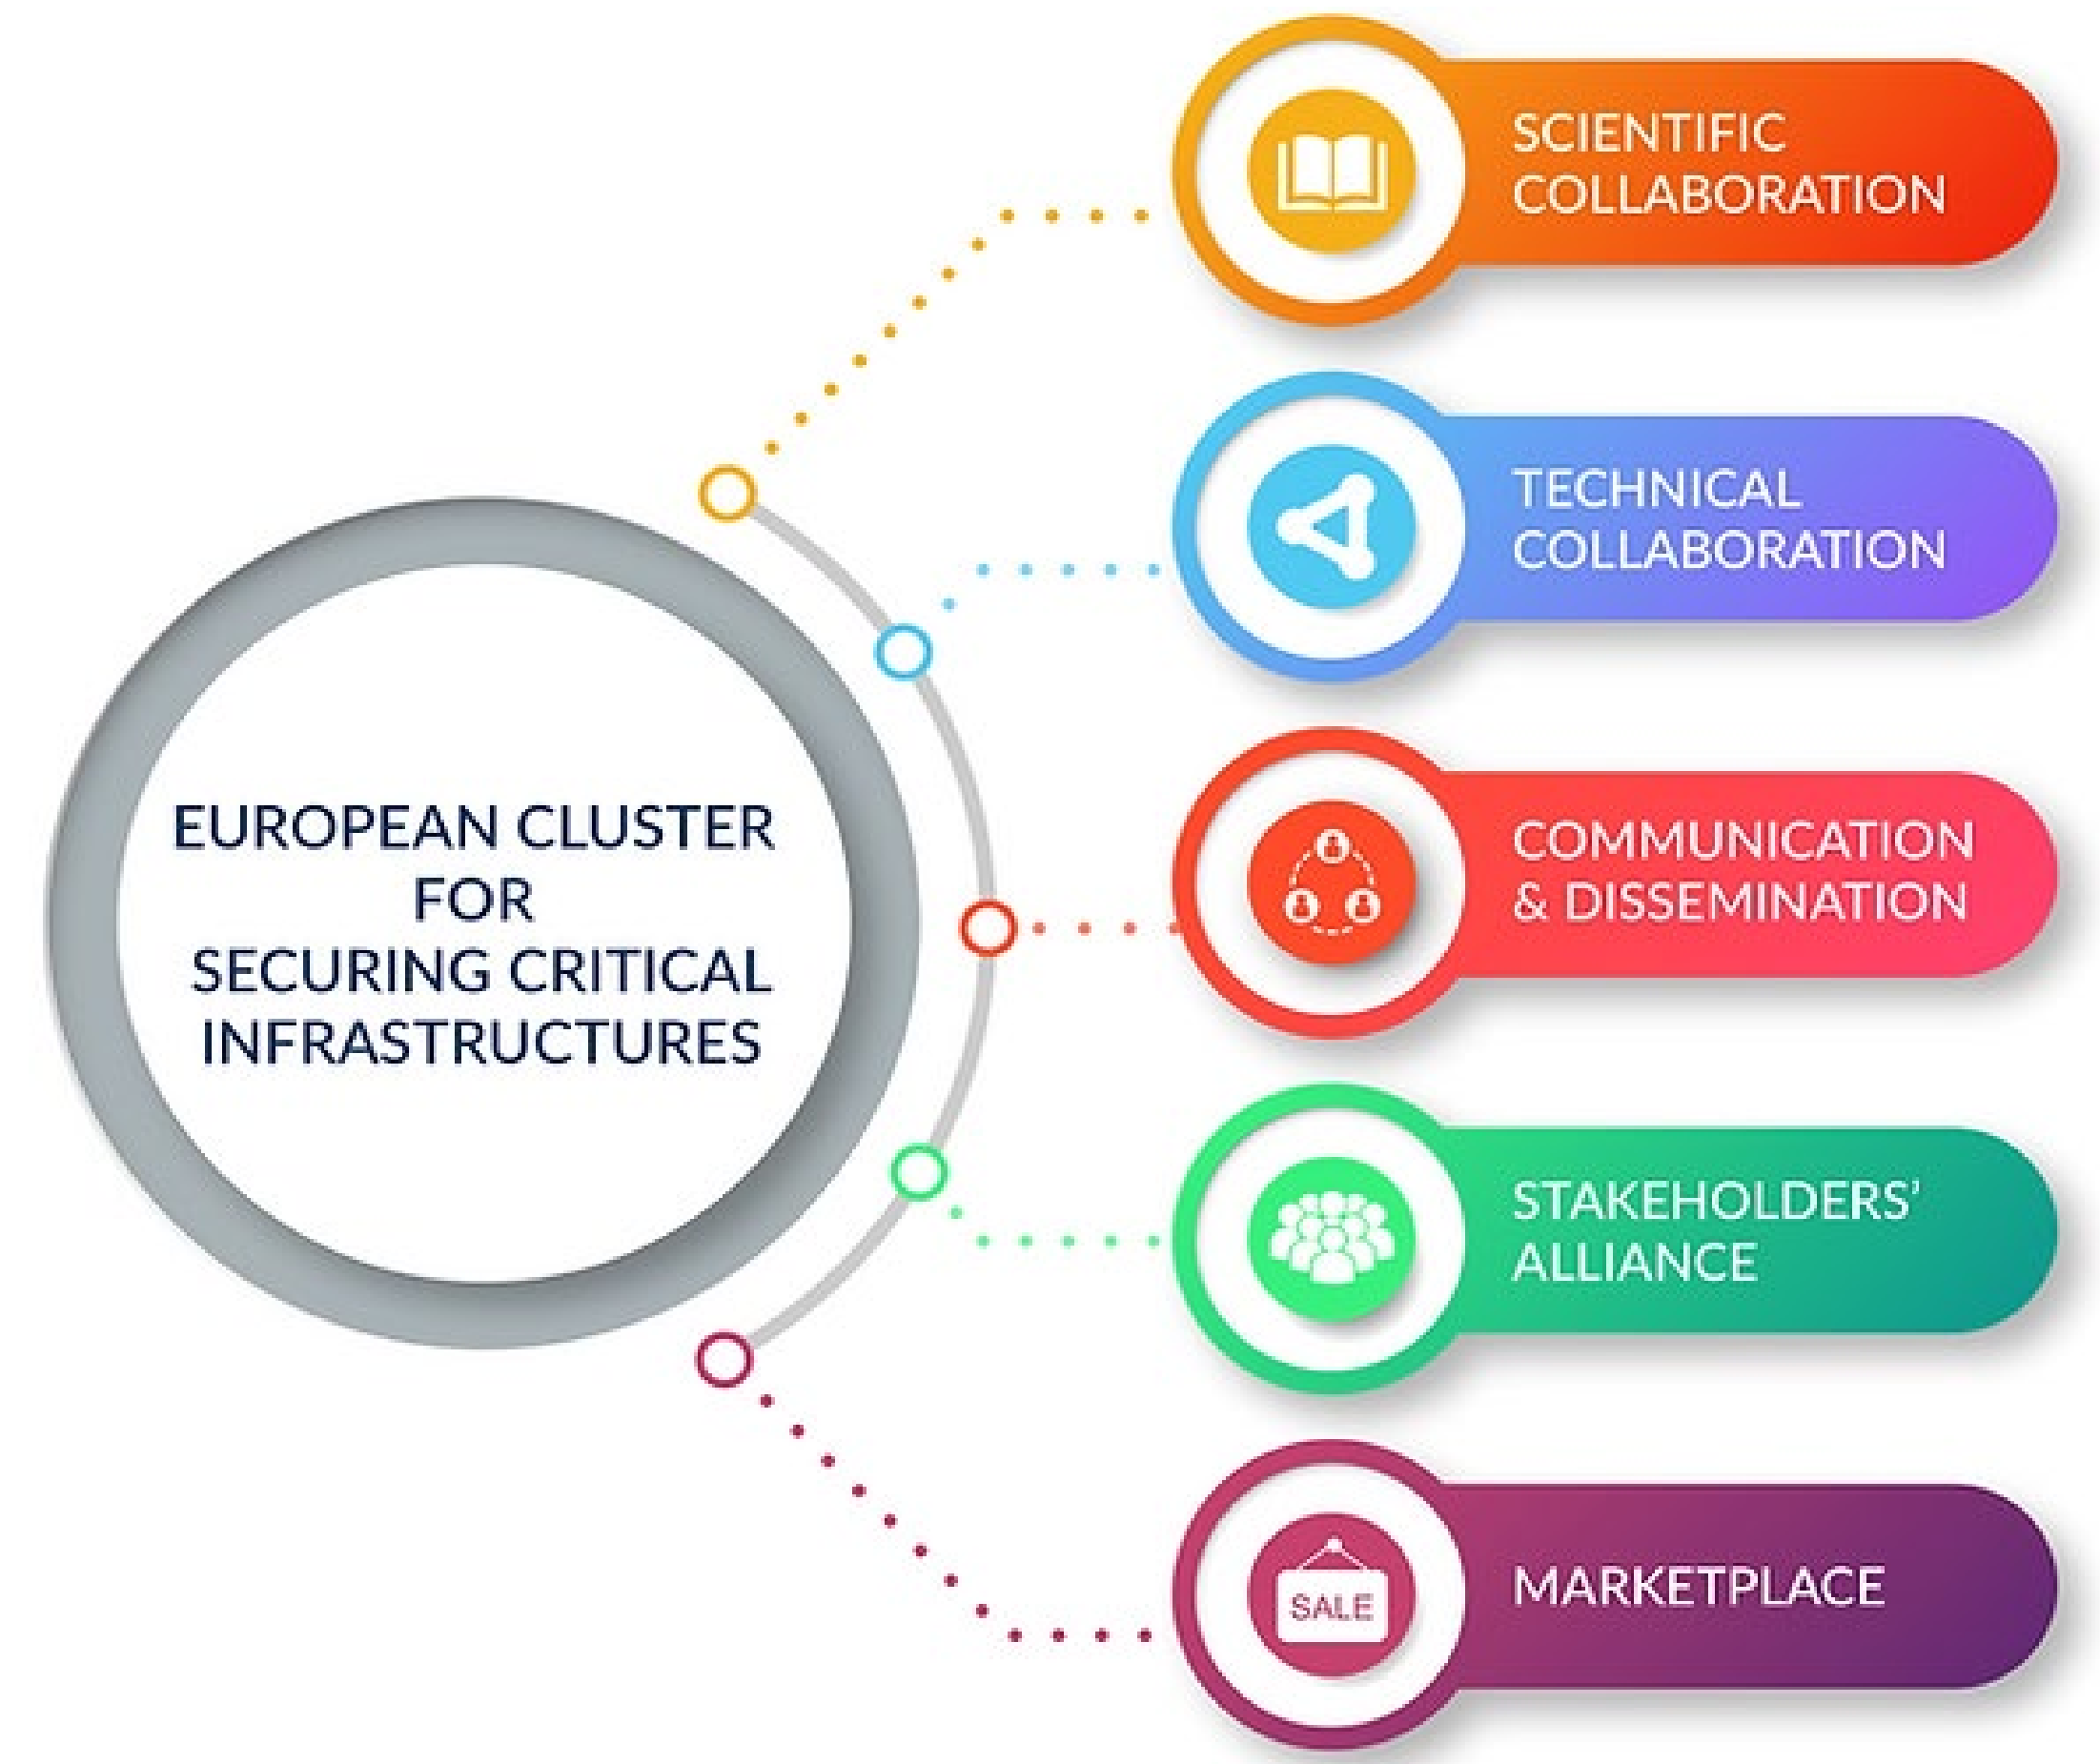 EUROPEAN CLUSTER
FOR
SECURING CRITICAL
INFRASTRUCTURES
SCIENTIFIC
COLLABORATION
TECHNICAL
COLLABORATION
COMMUNICATION
& DISSEMINATION
STAKEHOLDERS’
ALLIANCE
SALE
MARKETPLACE